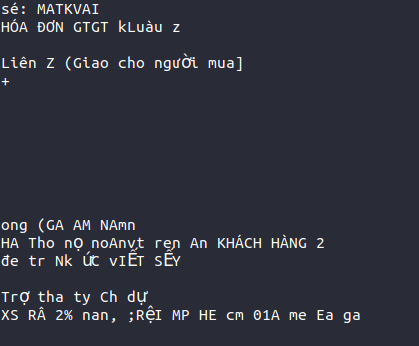 sé: MATKVAI
HÓA ĐƠN GTGT kLuàu z
Liên Z (Giao cho người mua]
+
ong (GA AM NAmn
HA Tho nọ noAnvt ren An KHÁCH HÀNG 2
đe tr Nk ỨC vIẾT SẾY
Trợ tha ty Ch dự
XS RÂ 2% nan, ;RệI MP HE cm 01A me Ea ga